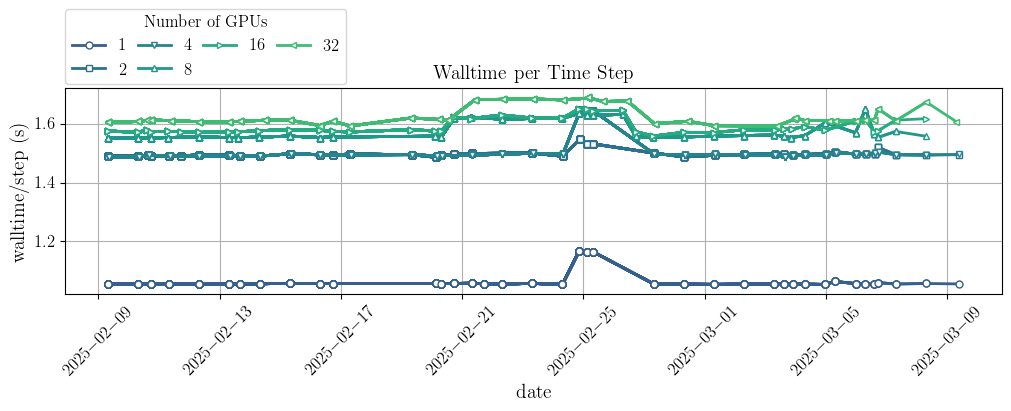 Number of GPUs
1 4 16 32
2 8
Walltime per Time Step
walltime/step (s)
1.6
1.4
1.2
2025−02−09 2025−02−13 2025−02−17 2025−02−21 2025−02−25 2025−03−01 2025−03−05 2025−03−09
date